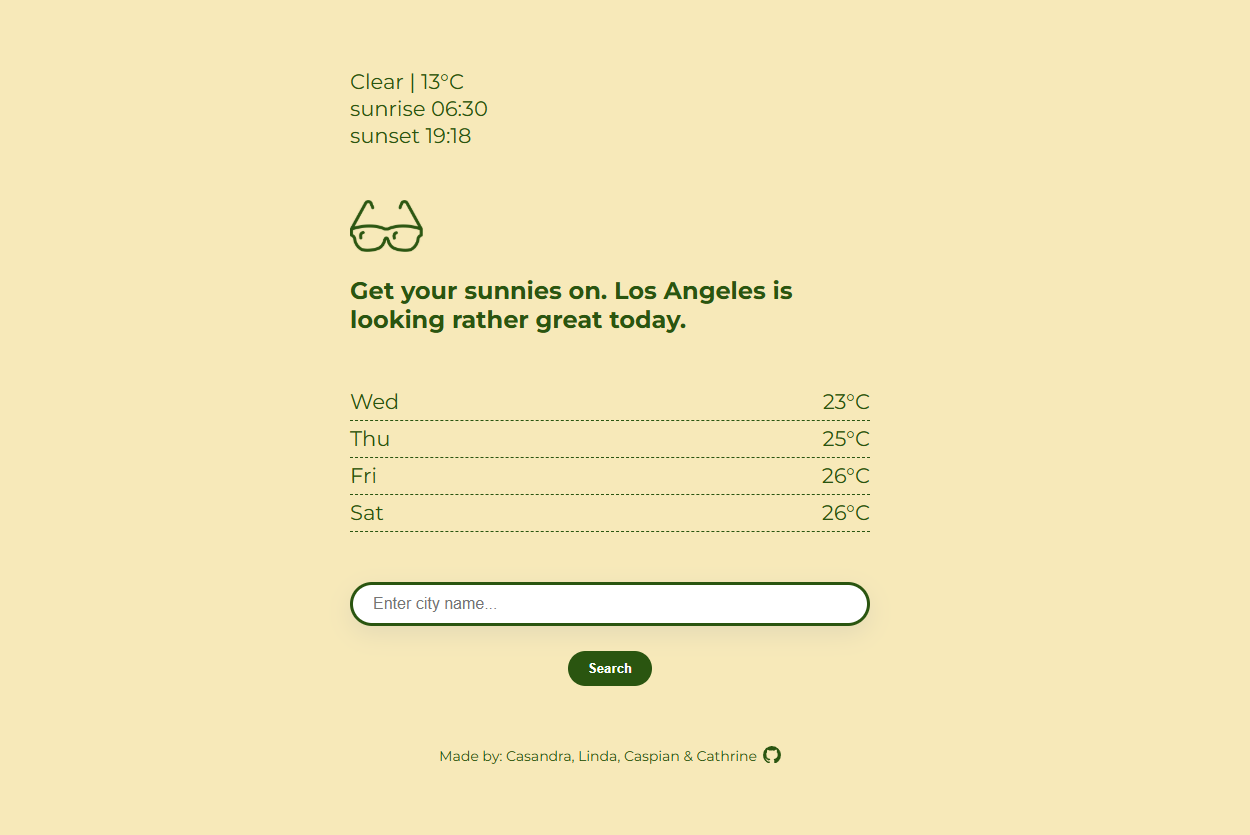 Clear | 13°C
sunrise 06:30
sunset 19:18
Get your sunnies on. Los Angeles is
looking rather great today.
Wed 23°C
Thu 25°C
Fri 26°C
Sat 26°C
Enter city name...
Search
Made by: Casandra, Linda, Caspian & Cathrine